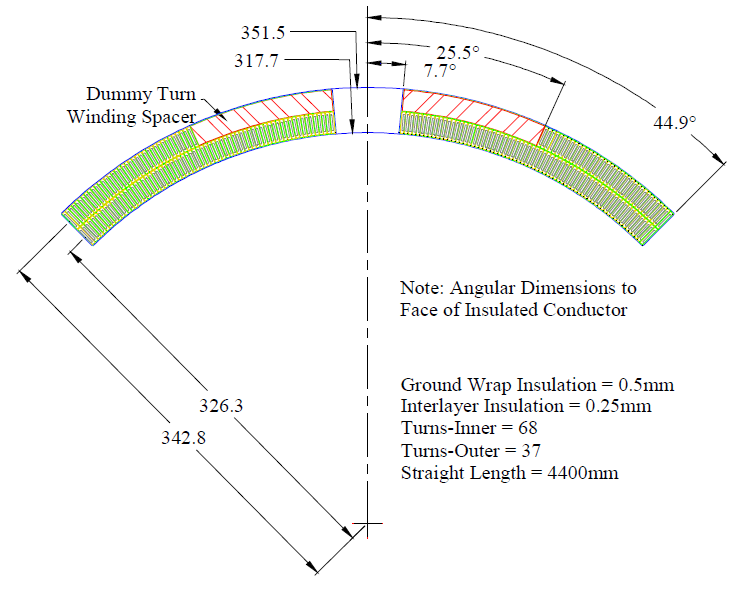 351.5
317.7
25.5°
7.7°
44.9°
Dummy Turn
Winding Spacer
Note: Angular Dimensions to
Face of Insulated Conductor
326.3
342.8
Ground Wrap Insulation = 0.5mm
Interlayer Insulation = 0.25mm
Turns-Inner = 68
Turns-Outer = 37
Straight Length = 4400mm